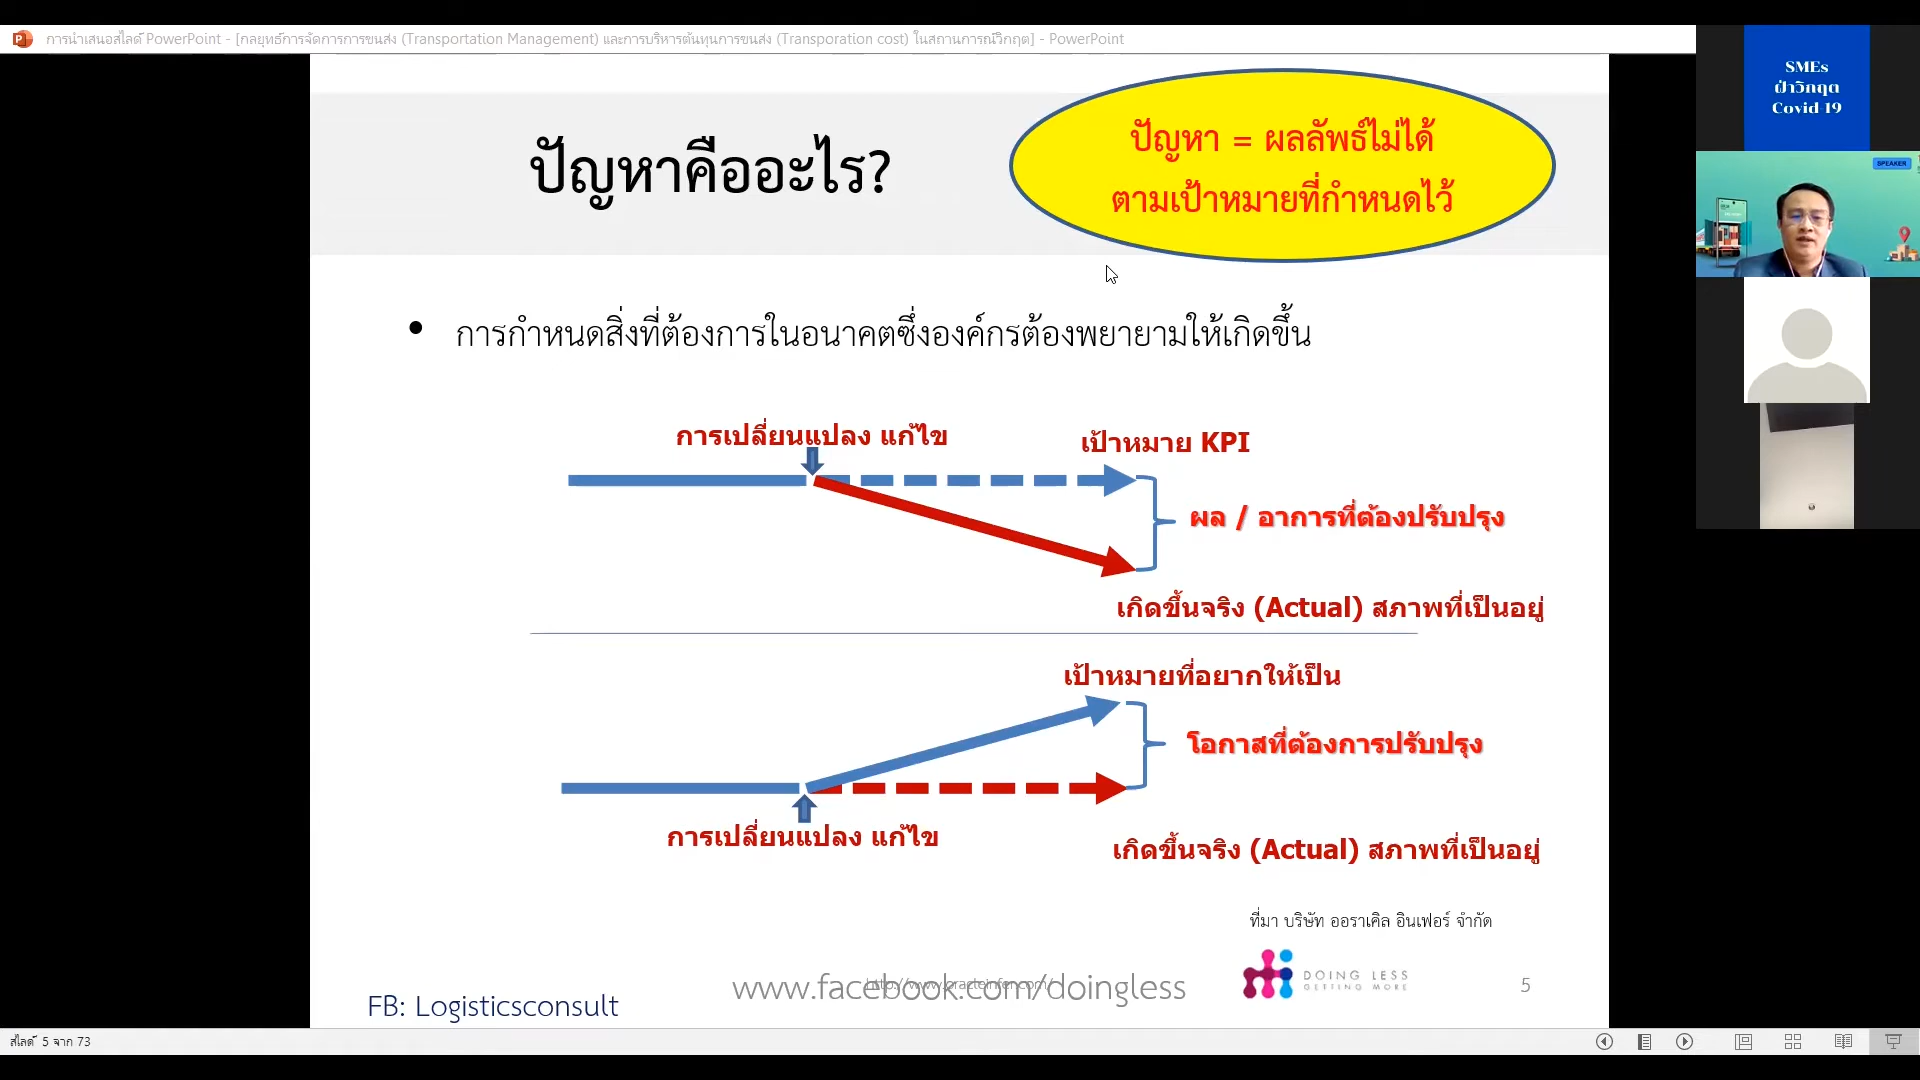 การนำเสนอสไลด์ PowerPoint - [กลยุทธ์การจัดการการขนส่ง (Transportation Management) และการบริหารต้นทุนการขนส่ง (Transporation cost) ในสถานการณ์วิกฤต] - PowerPoint
SMEs
ฝ่าวิกฤต
Covid-19
SPEAKER
ปัญหาคืออะไร?
ปัญหา = ผลลัพธ์ไม่ได้
ตามเป้าหมายที่กำหนดไว้
• การกำหนดสิ่งที่ต้องการในอนาคตซึ่งองค์กรต้องพยายามให้เกิดขึ้น
การเปลี่ยนแปลง แก้ไข
เป้าหมาย KPI
ผล / อาการที่ต้องปรับปรุง
เกิดขึ้นจริง (Actual) สภาพที่เป็นอยู่
เป้าหมายที่อยากให้เป็น
โอกาสที่ต้องการปรับปรุง
การเปลี่ยนแปลง แก้ไข
เกิดขึ้นจริง (Actual) สภาพที่เป็นอยู่
ที่มา บริษัท ออราเคิล อินเฟอร์ จำกัด
DOING LESS
GETTING MORE
www.facebook.com/doingless
5
FB: Logisticsconsult
สไลด์ 5 จาก 73